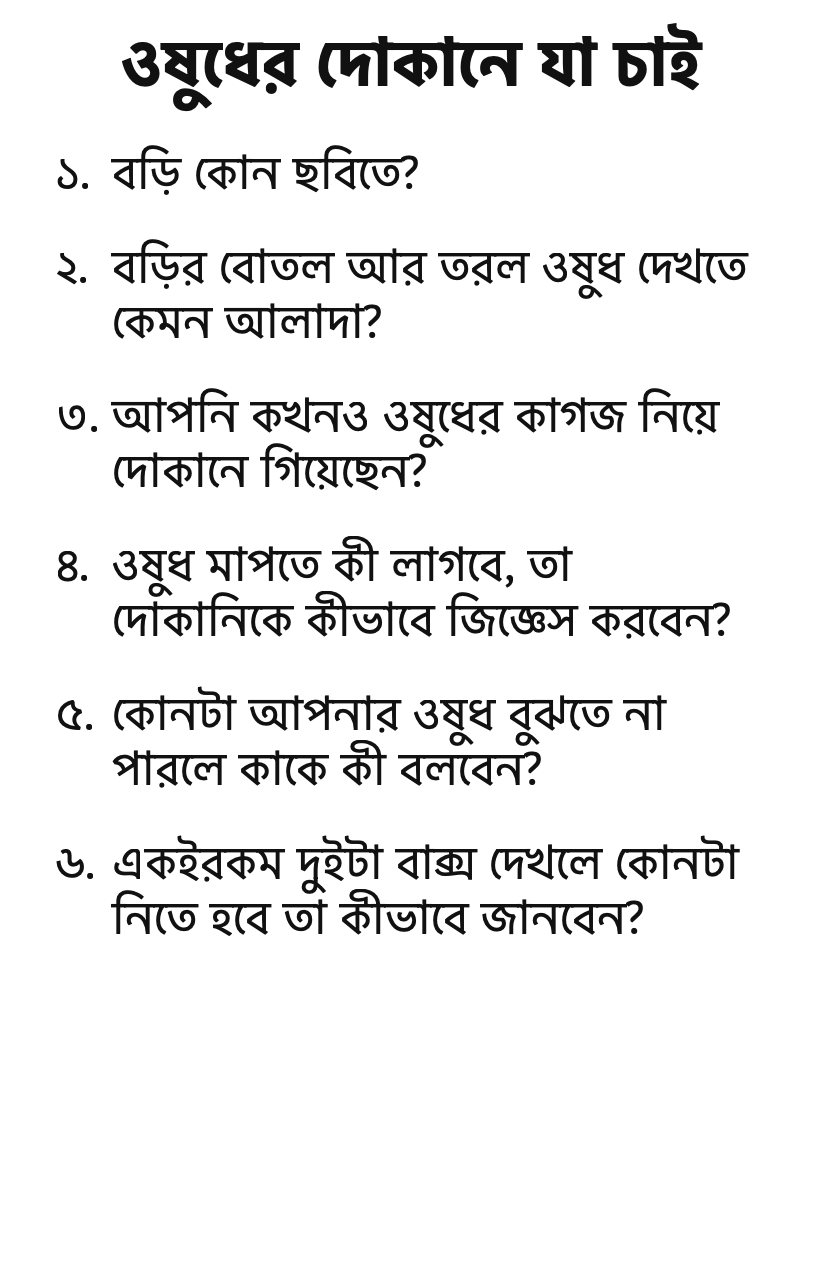 ওষুধের দোকানে যা চাই
১. বড়ি কোন ছবিতে?
২. বড়ির বোতল আর তরল ওষুধ দেখতে
কেমন আলাদা?
৩. আপনি কখনও ওষুধের কাগজ নিয়ে
দোকানে গিয়েছেন?
৪. ওষুধ মাপতে কী লাগবে, তা
দোকানিকে কীভাবে জিজ্ঞেস করবেন?
৫. কোনটা আপনার ওষুধ বুঝতে না
পারলে কাকে কী বলবেন?
৬. একইরকম দুইটা বাক্স দেখলে কোনটা
নিতে হবে তা কীভাবে জানবেন?